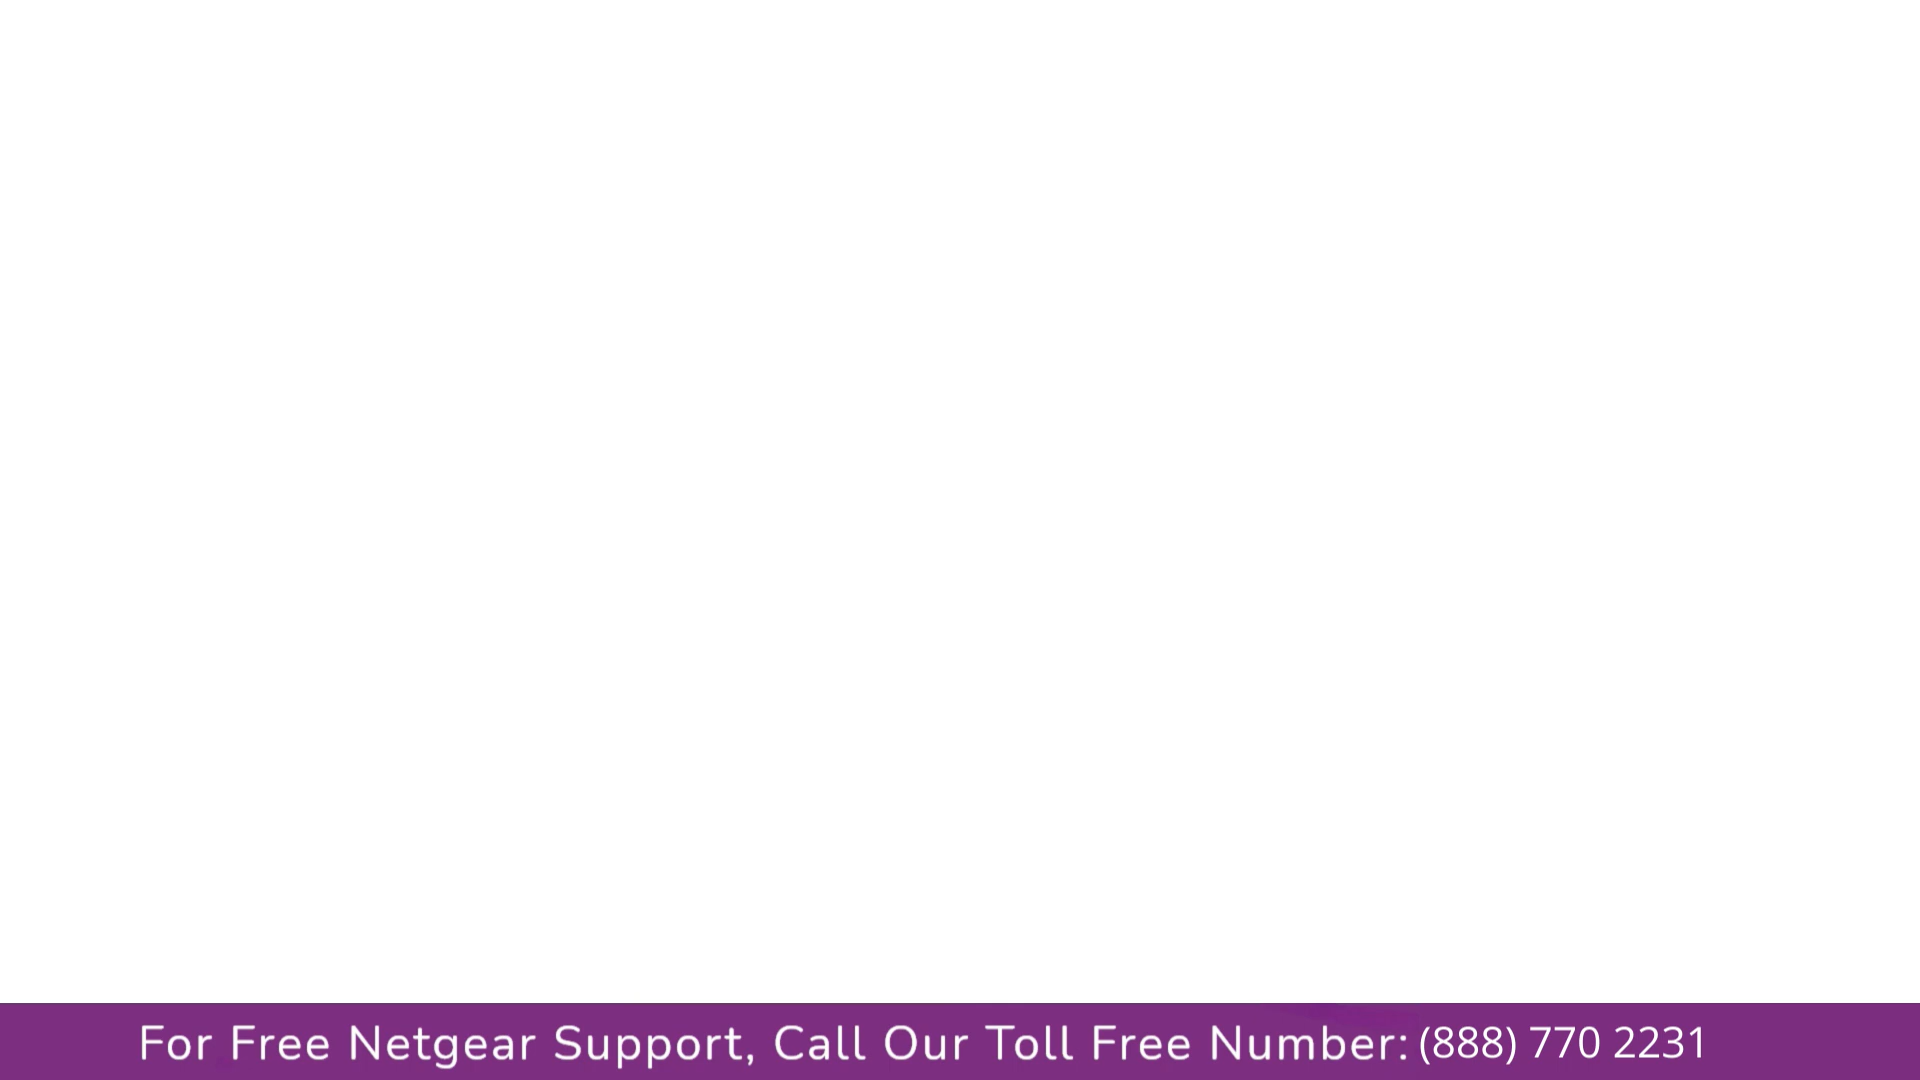 For Free Netgear Support, Call Our Toll Free Number: (888) 770 2231